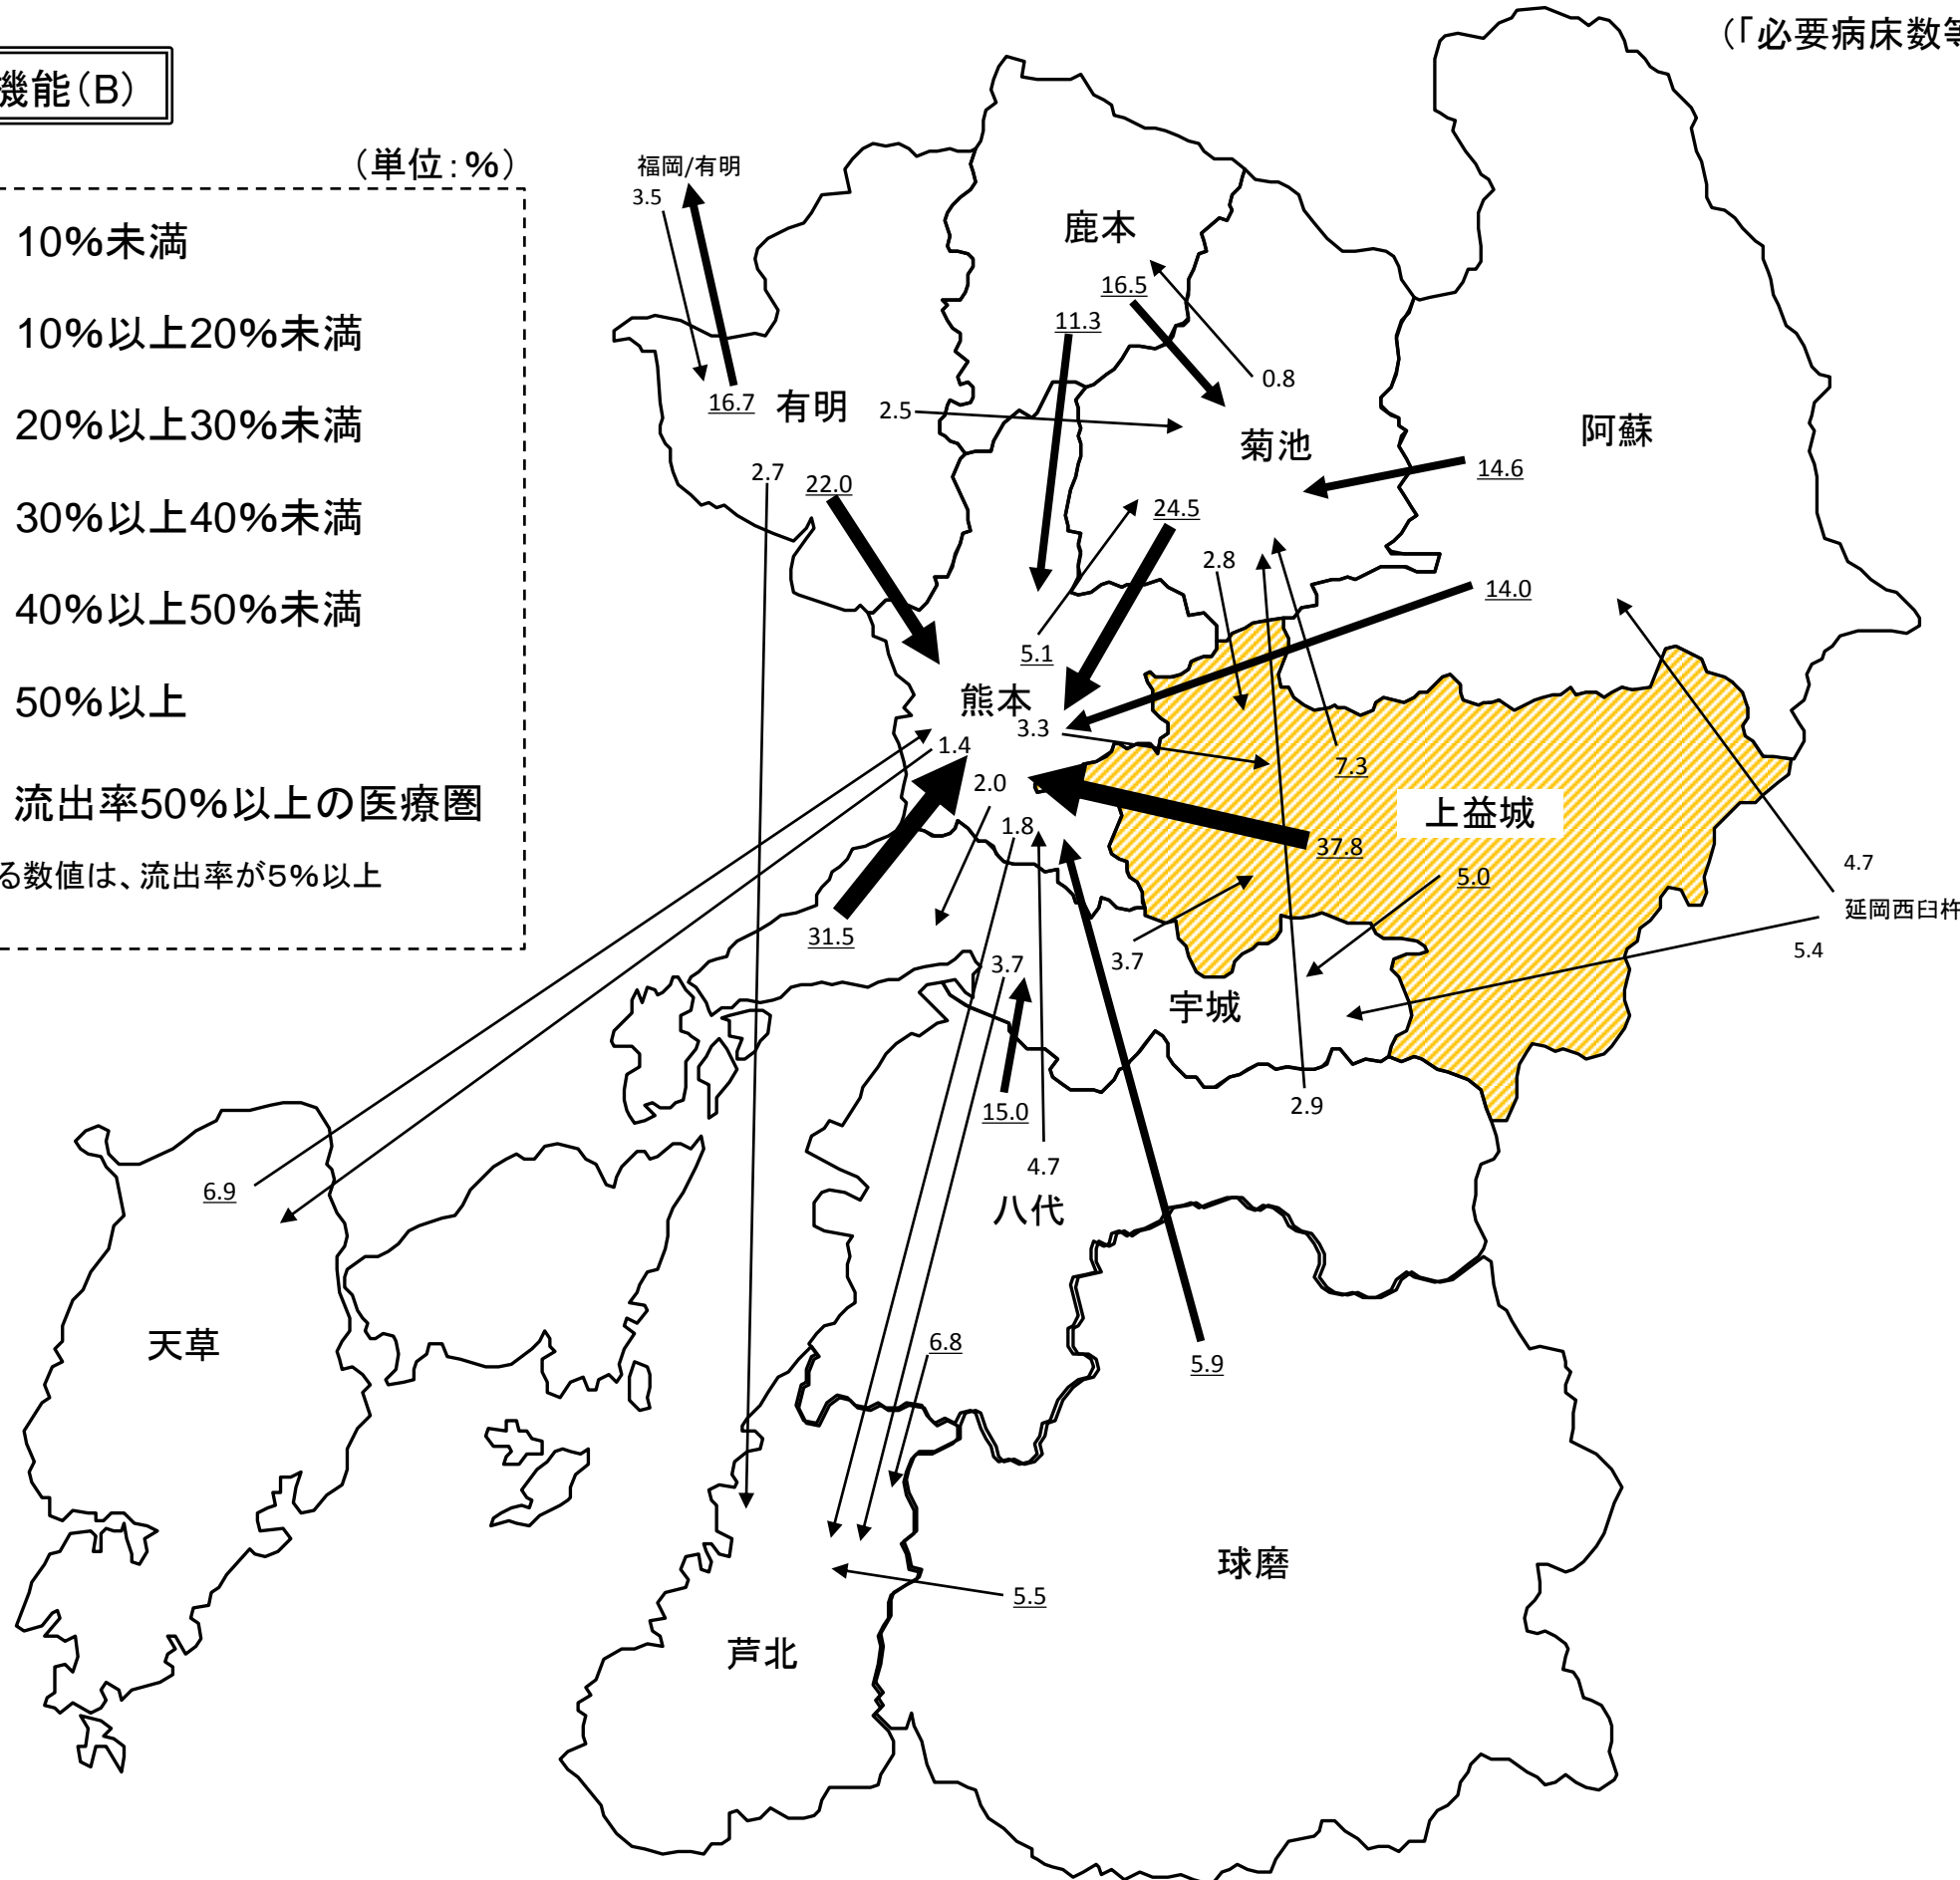 (「必要病床数等
機能(B)
(単位:%)
10%未満
10%以上20%未満
20%以上30%未満
30%以上40%未満
40%以上50%未満
50%以上
流出率50%以上の医療圏
る数値は、流出率が5%以上
福岡/有明
3.5
鹿本
16.5
11.3
0.8
16.7
有明
2.5
菊池
阿蘇
2.7
22.0
14.6
24.5
2.8
14.0
5.1
熊本
3.3
1.4
7.3
2.0
上益城
1.8
37.8
4.7
5.0
延岡西臼杵
31.5
5.4
3.7
3.7
宇城
15.0
2.9
4.7
6.9
八代
天草
6.8
5.9
球磨
5.5
芦北